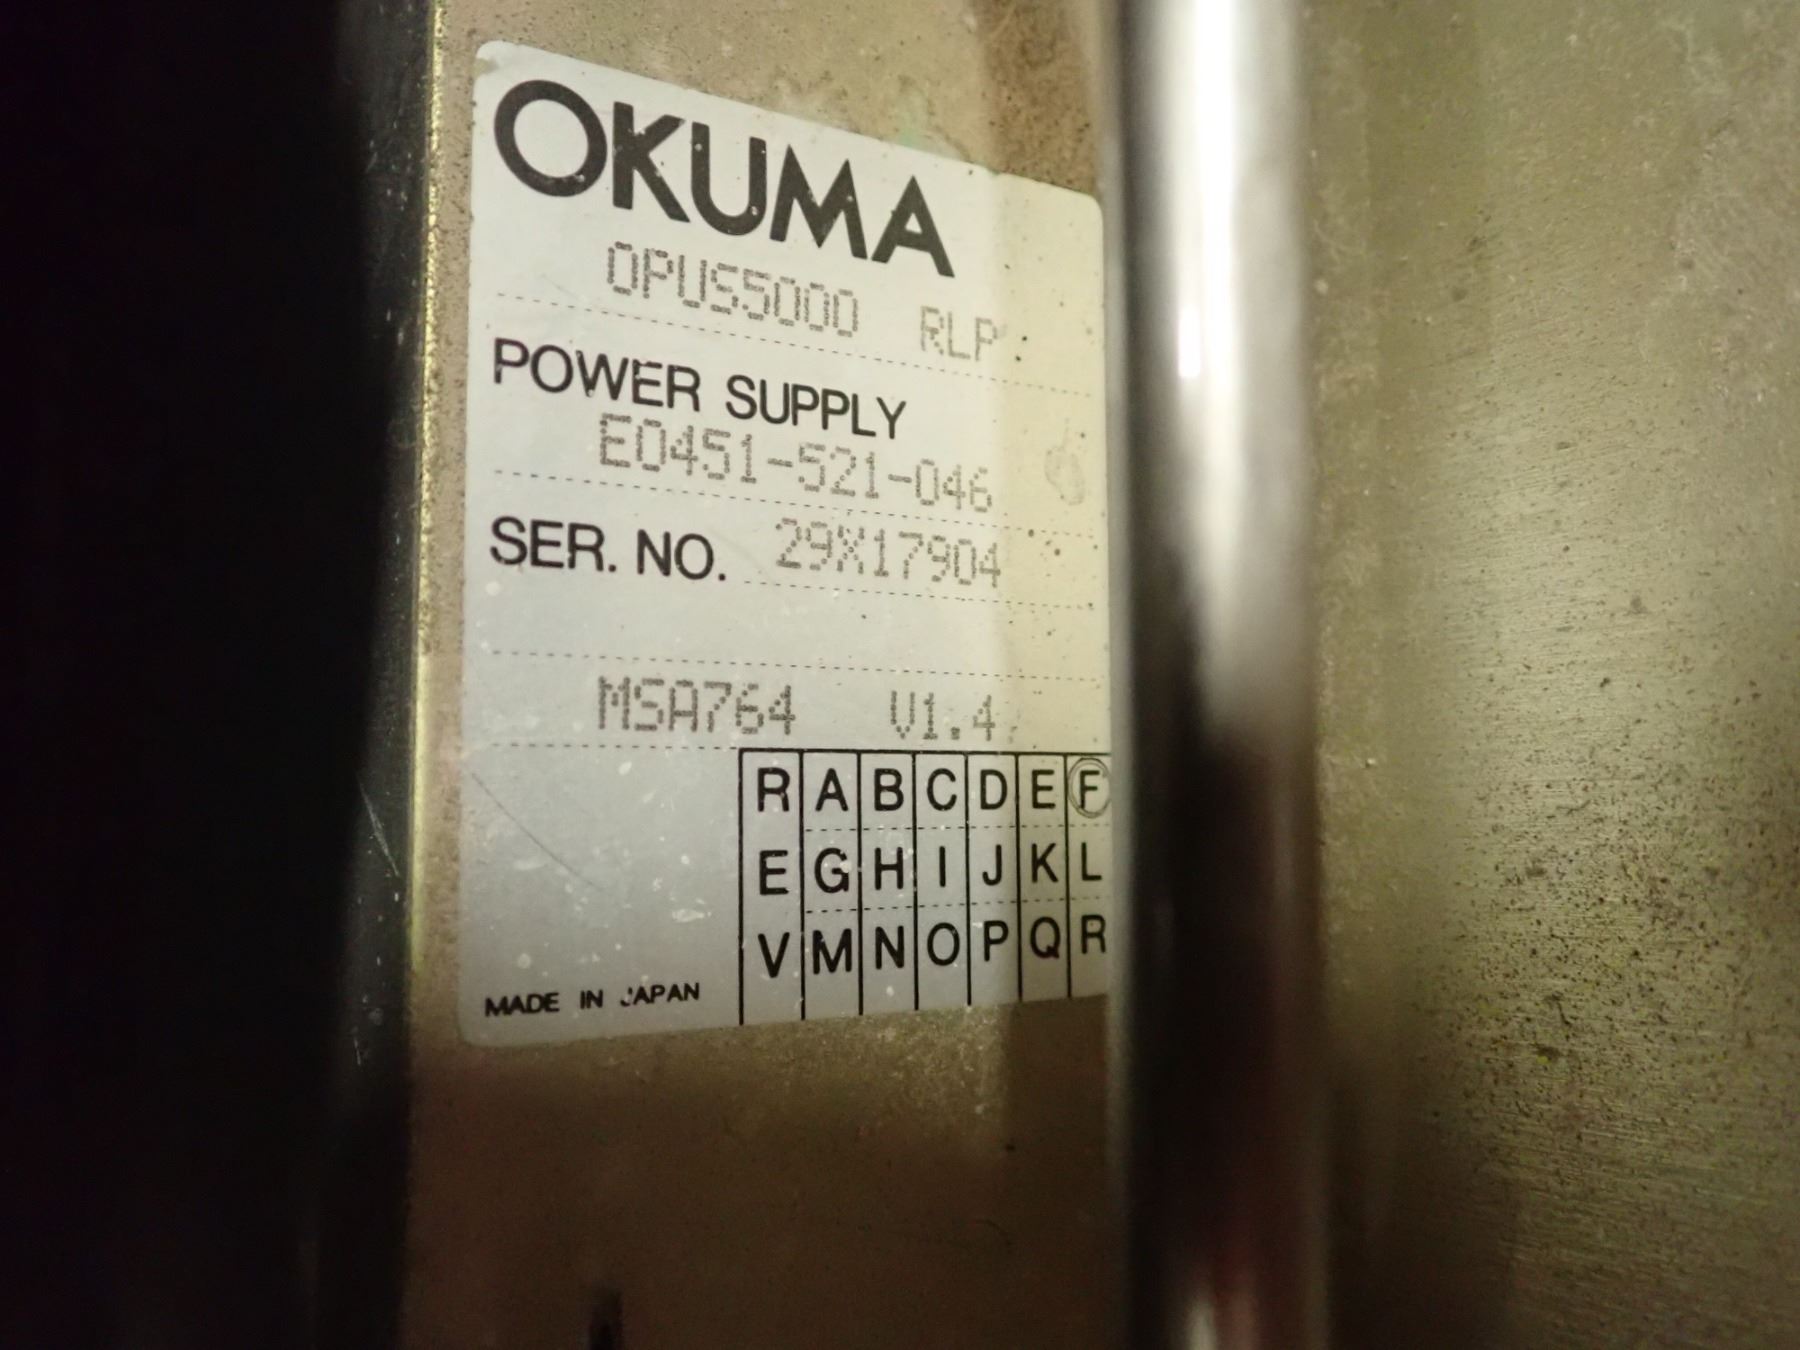 OKUMA
OPUS5000 RLP
POWER SUPPLY
E0451-521-046
SER. NO. 29X17904
MSA764 V1.4
R A B C D E F
E G H I J K L
V M N O P Q R
MADE IN JAPAN